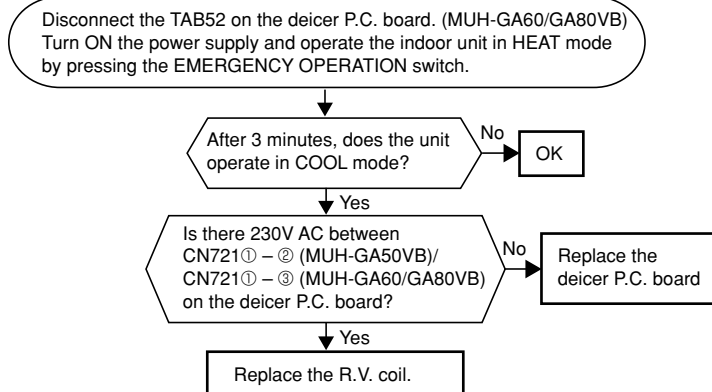 Disconnect the TAB52 on the deicer P.C. board. (MUH-GA60/GA80VB)
Turn ON the power supply and operate the indoor unit in HEAT mode
by pressing the EMERGENCY OPERATION switch.
After 3 minutes, does the unit
operate in COOL mode?
No
OK
Yes
Is there 230V AC between
CN721① – ② (MUH-GA50VB)/
CN721① – ③ (MUH-GA60/GA80VB)
on the deicer P.C. board?
No
Replace the
deicer P.C. board
Yes
Replace the R.V. coil.